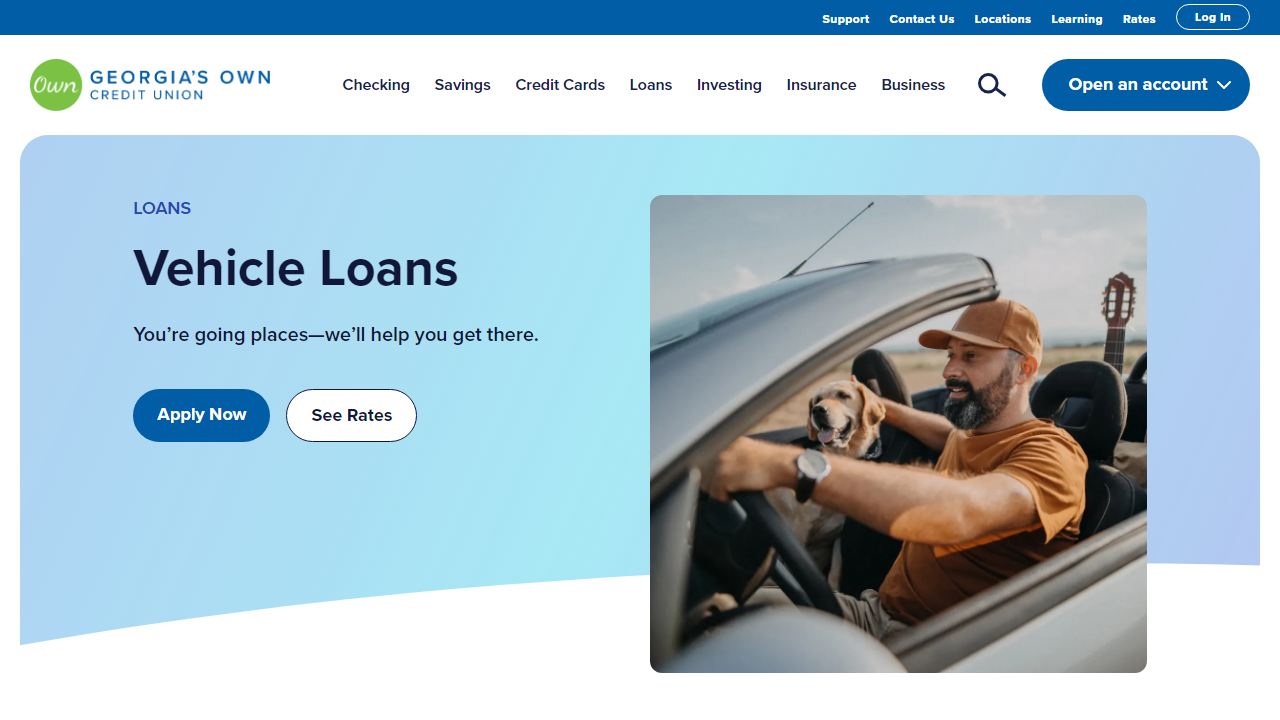 Support Contact Us Locations Learning Rates Log In
Own GEORGIA'S OWN
CREDIT UNION
Checking Savings Credit Cards Loans Investing Insurance Business Open an account
LOANS
Vehicle Loans
You’re going places—we’ll help you get there.
Apply Now See Rates